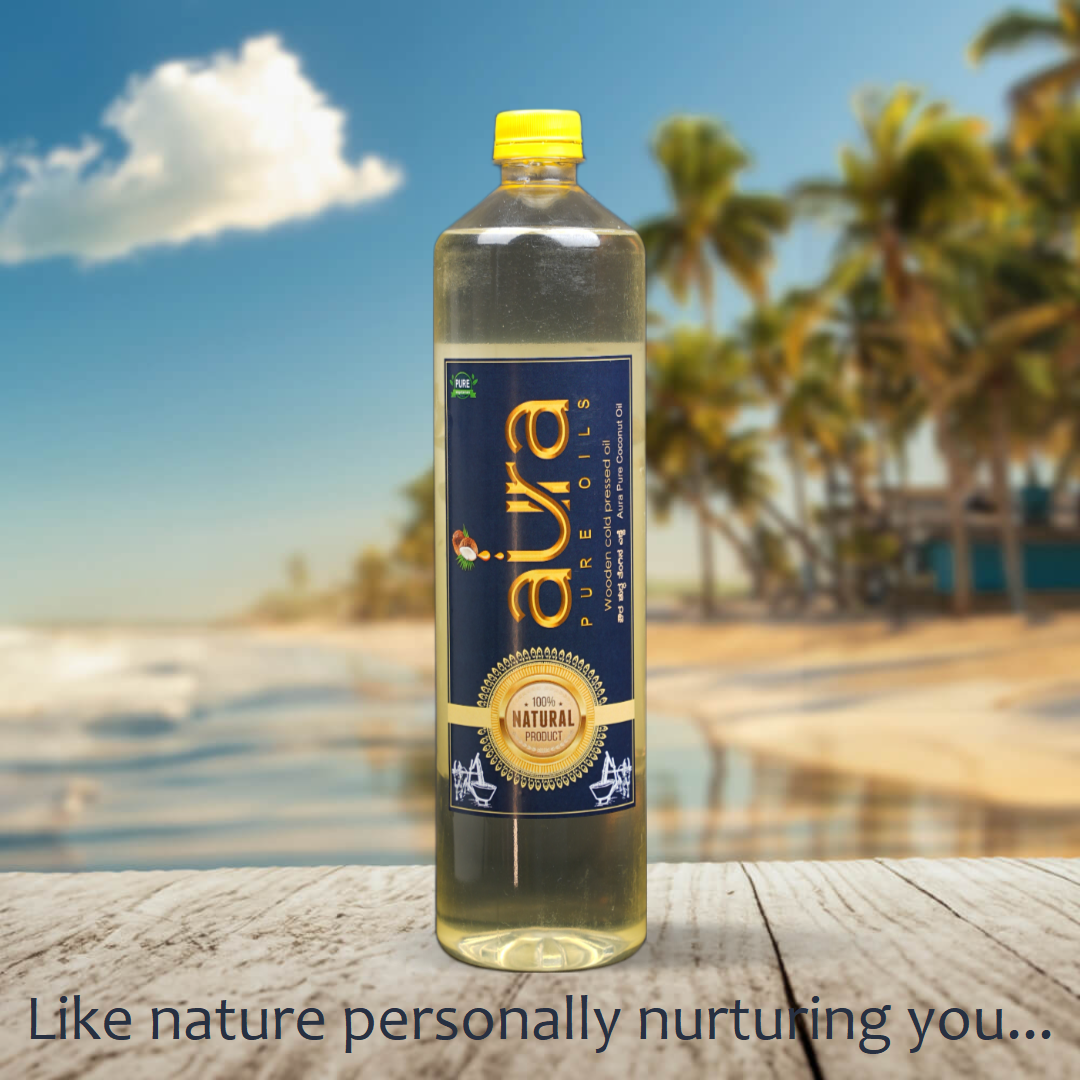 PURE
aura
PURE OILS
Wooden cold pressed oil
Aura Pure Coconut Oil
100%
NATURAL
PRODUCT
Like nature personally nurturing you...